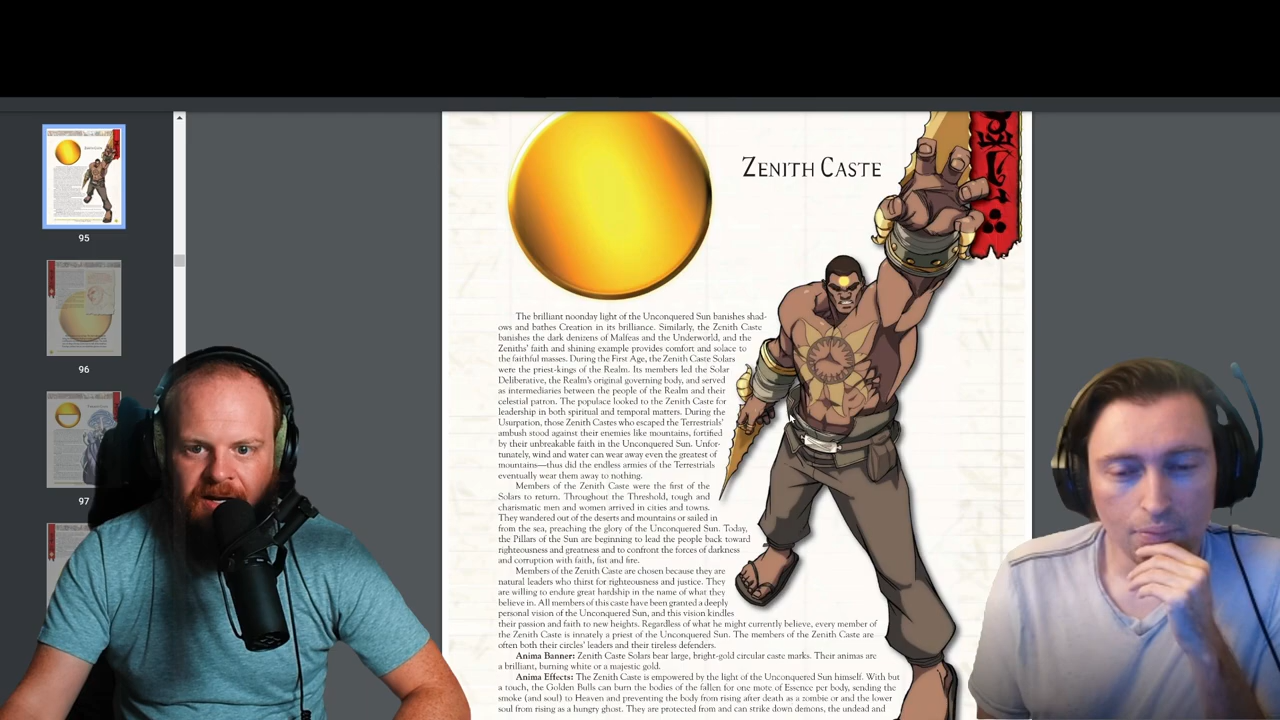 Zenith Caste
The brilliant noonday light of the Unconquered Sun banishes shad-
ows and bathes Creation in its brilliance. Similarly, the Zenith Caste
banishes the dark denizens of Malfeas and the Underworld, and the
Zeniths' faith and shining example provides comfort and solace to
the faithful masses. During the First Age, the Zenith Caste Solars
were the priest-kings of the Realm. Its members led the Solar
Deliberative, the Realm's original governing body, and served
as intermediaries between the people of the Realm and their
celestial patron. The populace looked to the Zenith Caste for
leadership in both spiritual and temporal matters. During the
Usurpation, those Zenith Castes who escaped the Terrestrials'
ambush stood against their enemies like mountains, fortified
by their unbreakable faith in the Unconquered Sun. Unfor-
tunately, wind and water can wear away even the greatest of
mountains—thus did the endless armies of the Terrestrials
eventually wear them away to nothing.
Members of the Zenith Caste were the first of the
Solars to return. Throughout the Threshold, tough and
charismatic men and women arrived in cities and towns.
They wandered out of the deserts and mountains or sailed in
from the sea, preaching the glory of the Unconquered Sun. Today,
the Pillars of the Sun are beginning to lead the people back toward
righteousness and greatness and to confront the forces of darkness
and corruption with faith, fist and fire.
Members of the Zenith Caste are chosen because they are
natural leaders who thirst for righteousness and justice. They
are willing to endure great hardship in the name of what they
believe in. All members of this caste have been granted a deeply
personal vision of the Unconquered Sun, and this vision kindles
their passion and faith to new heights. Regardless of what he might currently believe, every member of
the Zenith Caste is innately a priest of the Unconquered Sun. The members of the Zenith Caste are
often both their circles' leaders and their tireless defenders.
Anima Banner: Zenith Caste Solars bear large, bright-gold circular caste marks. Their animas are
a brilliant, burning white or a majestic gold.
Anima Effects: The Zenith Caste is empowered by the light of the Unconquered Sun himself. With but
a touch, the Golden Bulls can burn the bodies of the fallen for one mote of Essence per body, sending the
smoke (and soul) to Heaven and preventing the body from rising after death as a zombie or and the lower
soul from rising as a hungry ghost. They are protected from and can strike down demons, the undead and
95
96
97